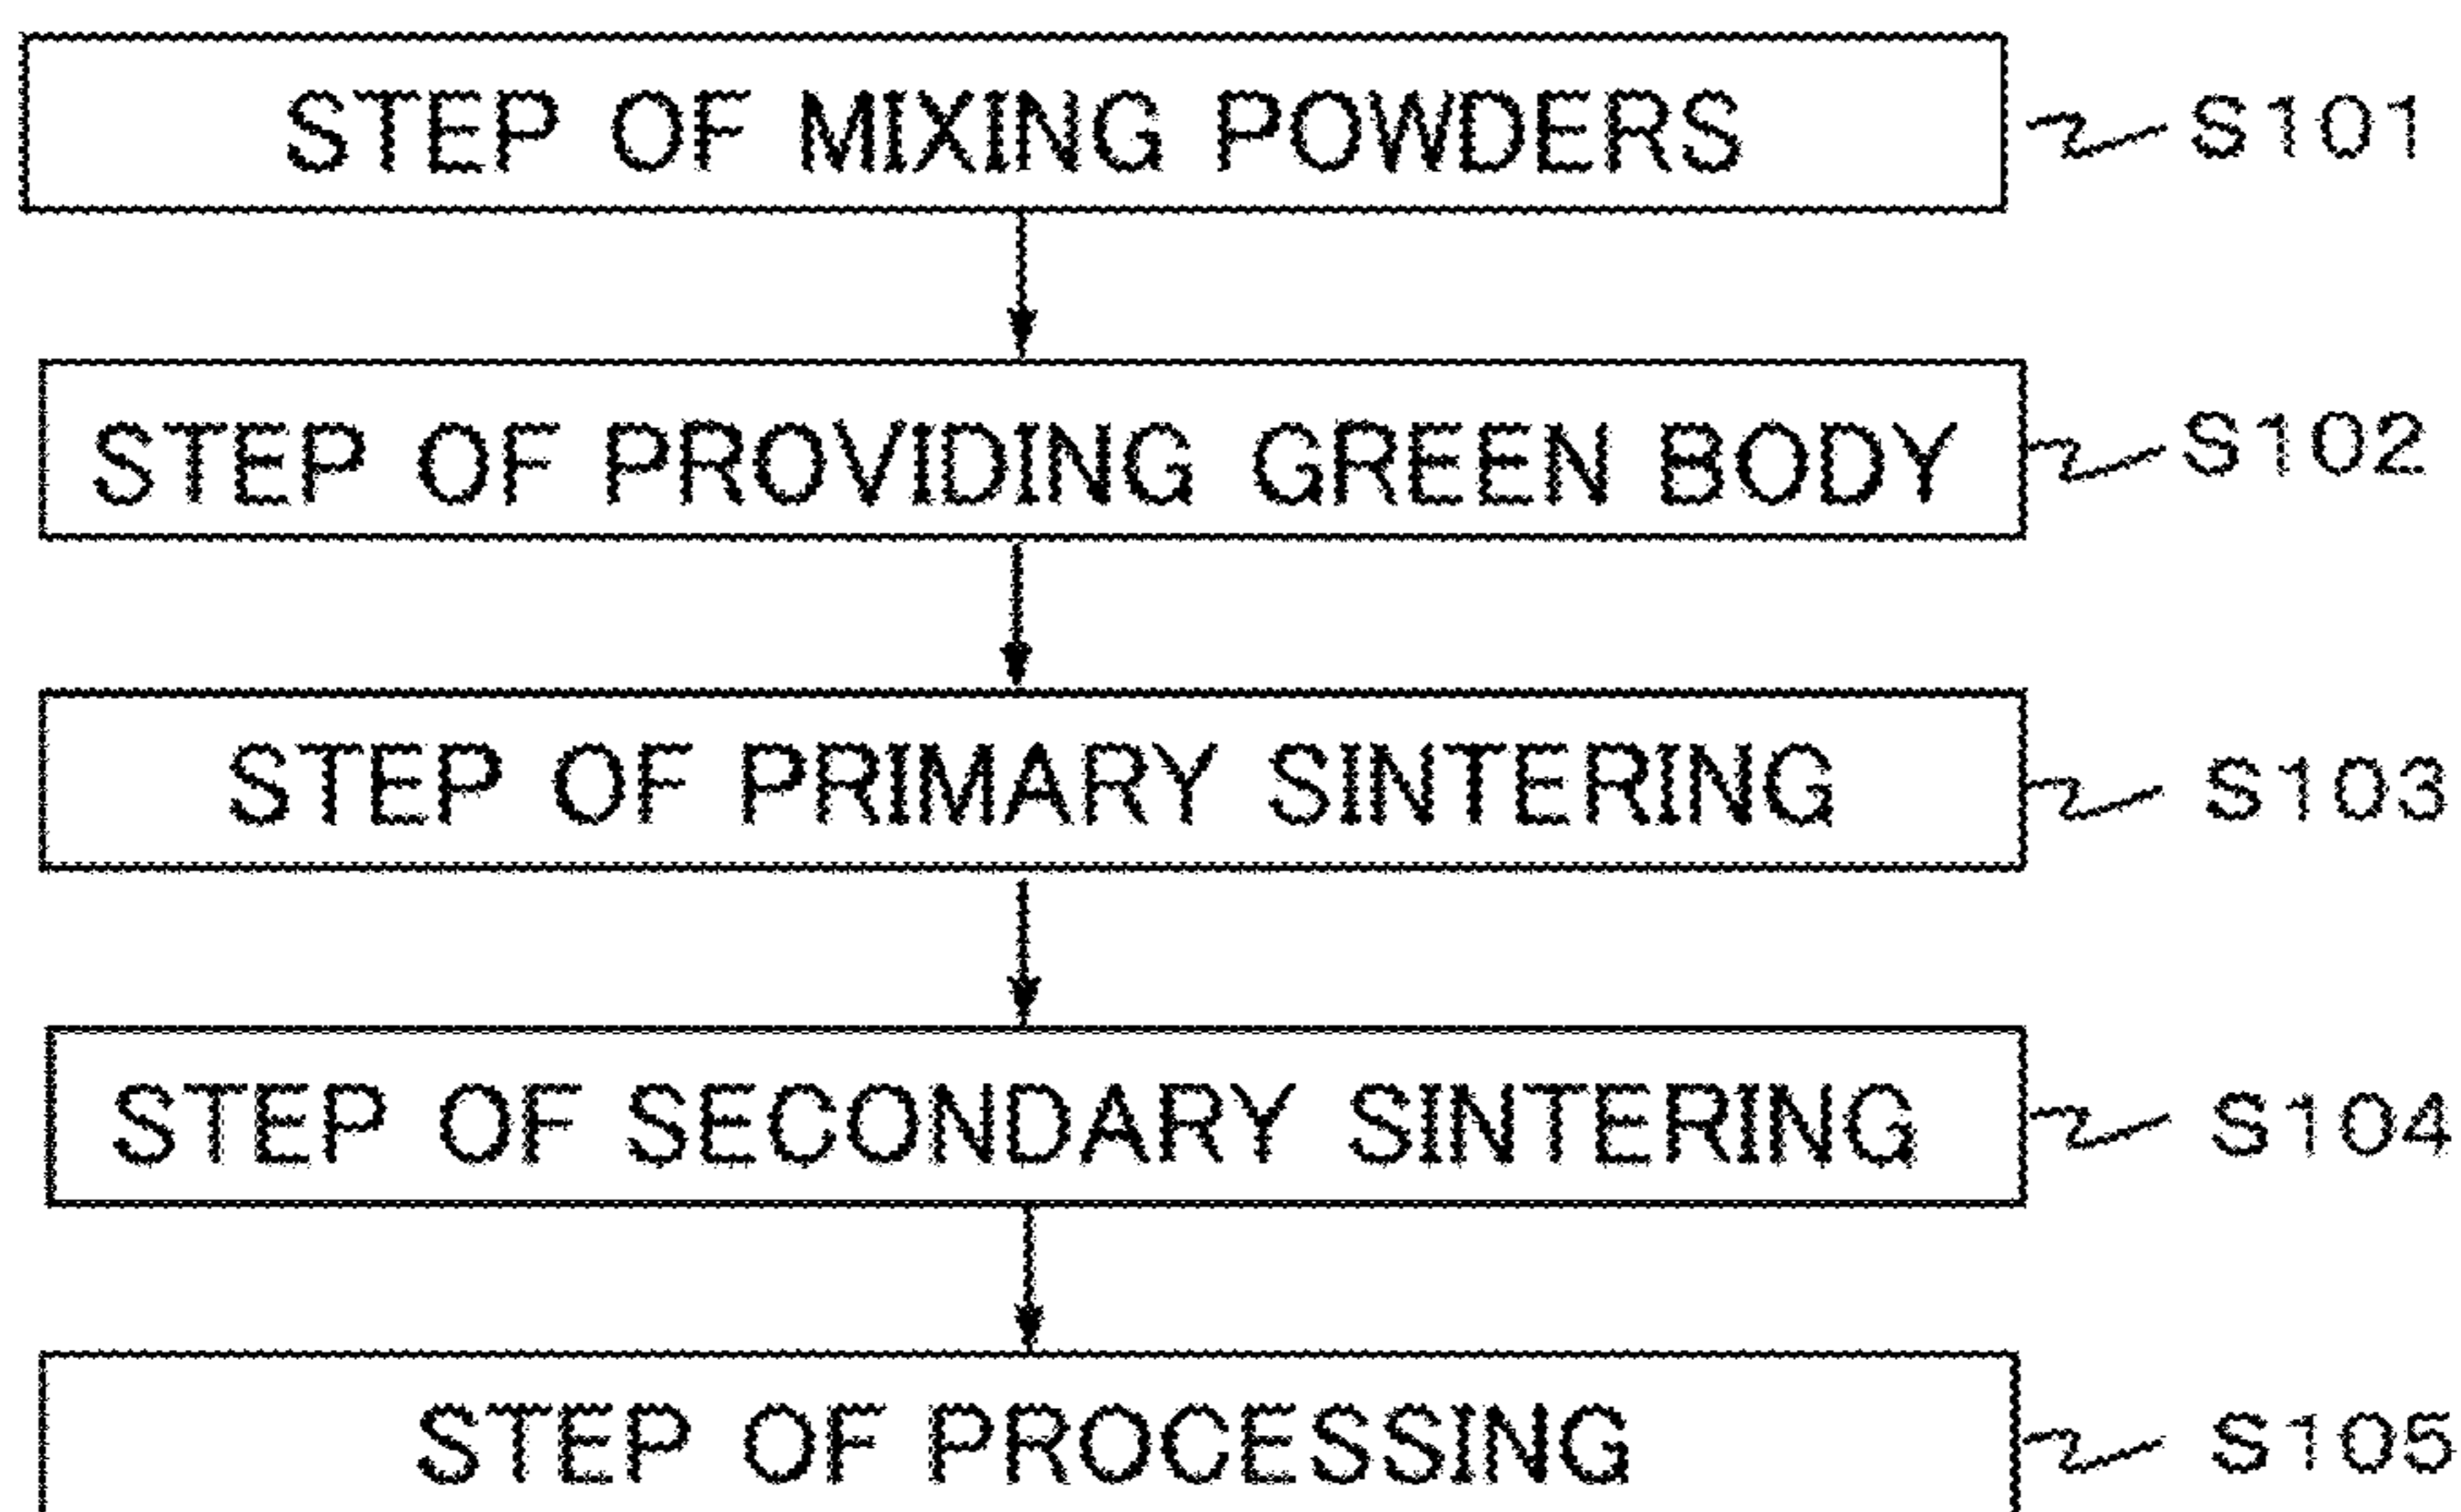 STEP OF MIXING POWDERS S101
STEP OF PROVIDING GREEN BODY S102
STEP OF PRIMARY SINTERING S103
STEP OF SECONDARY SINTERING S104
STEP OF PROCESSING S105